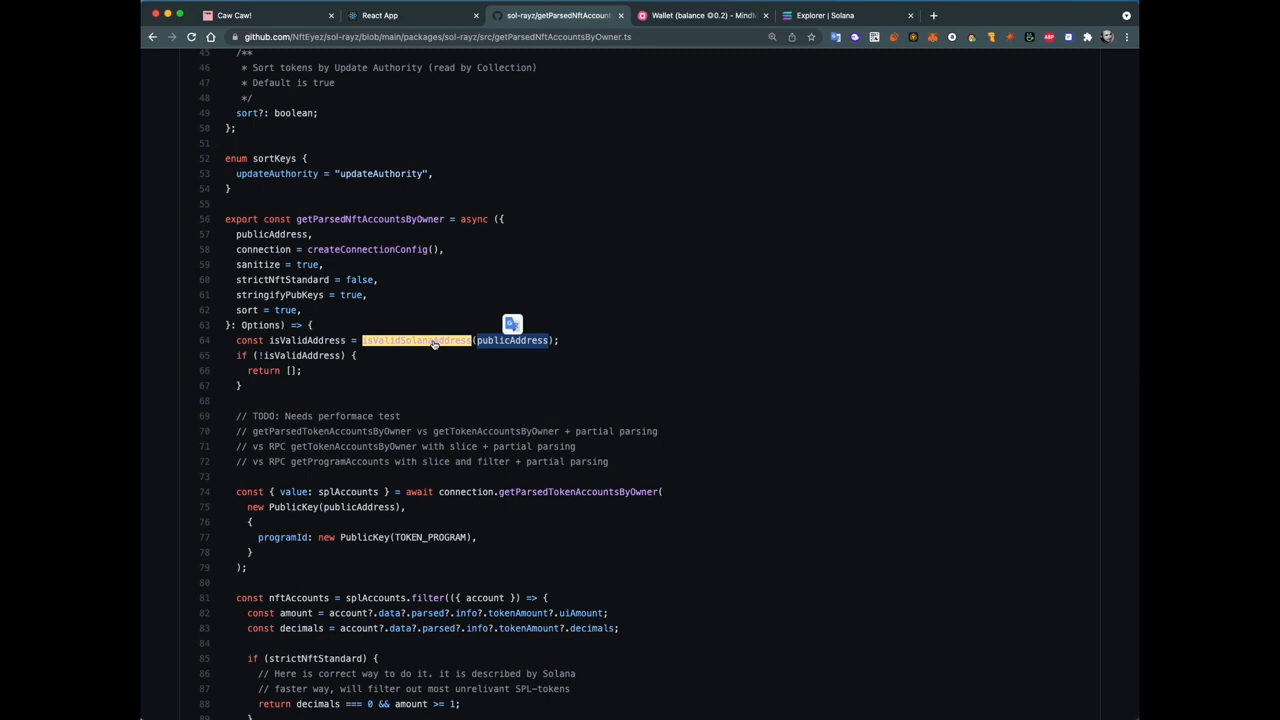 Caw Caw!
React App
sol-rayz/getParsedNftAccount
Wallet (balance ◎0.2) - MindM
Explorer | Solana
github.com/NftEyez/sol-rayz/blob/main/packages/sol-rayz/src/getParsedNftAccountsByOwner.ts
45 /**
46 * Sort tokens by Update Authority (read by Collection)
47 * Default is true
48 */
49 sort?: boolean;
50 };
51
52 enum sortKeys {
53 updateAuthority = "updateAuthority",
54 }
55
56 export const getParsedNftAccountsByOwner = async ({
57 publicAddress,
58 connection = createConnectionConfig(),
59 sanitize = true,
60 strictNftStandard = false,
61 stringifyPubKeys = true,
62 sort = true,
63 }: Options) => {
64 const isValidAddress = isValidSolanaAddress(publicAddress);
65 if (!isValidAddress) {
66 return [];
67 }
68
69 // TODO: Needs performace test
70 // getParsedTokenAccountsByOwner vs getTokenAccountsByOwner + partial parsing
71 // vs RPC getTokenAccountsByOwner with slice + partial parsing
72 // vs RPC getProgramAccounts with slice and filter + partial parsing
73
74 const { value: splAccounts } = await connection.getParsedTokenAccountsByOwner(
75 new PublicKey(publicAddress),
76 {
77 programId: new PublicKey(TOKEN_PROGRAM),
78 }
79 );
80
81 const nftAccounts = splAccounts.filter(({ account }) => {
82 const amount = account?.data?.parsed?.info?.tokenAmount?.uiAmount;
83 const decimals = account?.data?.parsed?.info?.tokenAmount?.decimals;
84
85 if (strictNftStandard) {
86 // Here is correct way to do it. it is described by Solana
87 // faster way, will filter out most unrelivant SPL-tokens
88 return decimals === 0 && amount >= 1;
89 }